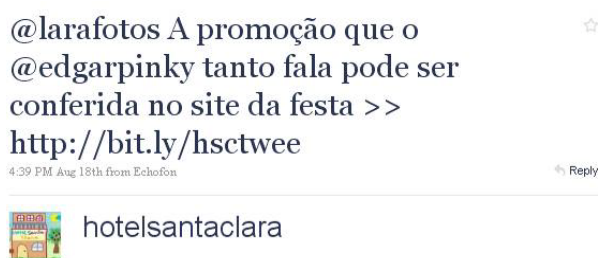 @larafotos A promoção que o
@edgarpinky tanto fala pode ser
conferida no site da festa >>
http://bit.ly/hsctwee
4:39 PM Aug 18th from Echofon
Reply
hotelsantaclara